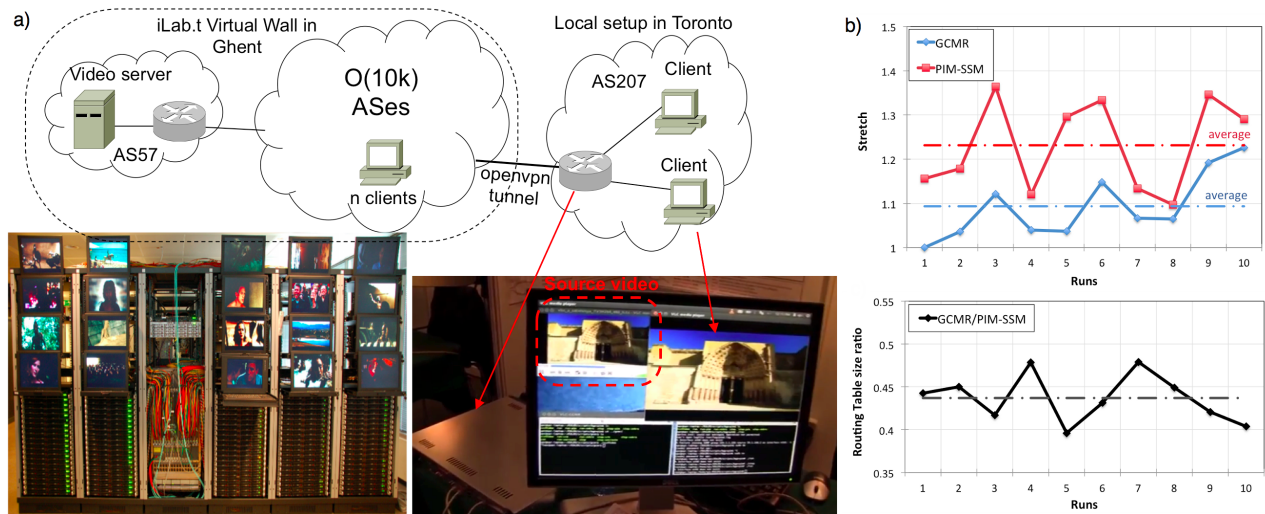 a)
iLab.t Virtual Wall in
Ghent
Video server
AS57
O(10k)
ASes
n clients
openvpn
tunnel
Local setup in Toronto
AS207
Client
Client
Source video
b)
Stretch
1.5
1.4
1.3
1.2
1.1
1
GCMR
PIM-SSM
average
average
1 2 3 4 5 6 7 8 9 10
Runs
Routing Table size ratio
0.55
0.5
0.45
0.4
0.35
GCMR/PIM-SSM
1 2 3 4 5 6 7 8 9 10
Runs